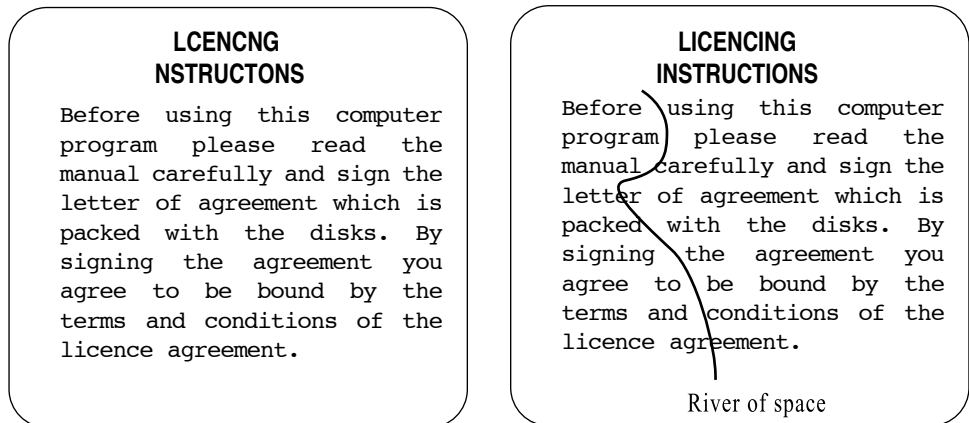 LCENCNG
NSTRUCTONS
Before using this computer
program please read the
manual carefully and sign the
letter of agreement which is
packed with the disks. By
signing the agreement you
agree to be bound by the
terms and conditions of the
licence agreement.
LICENCING
INSTRUCTIONS
Before using this computer
program please read the
manual carefully and sign the
letter of agreement which is
packed with the disks. By
signing the agreement you
agree to be bound by the
terms and conditions of the
licence agreement.
River of space